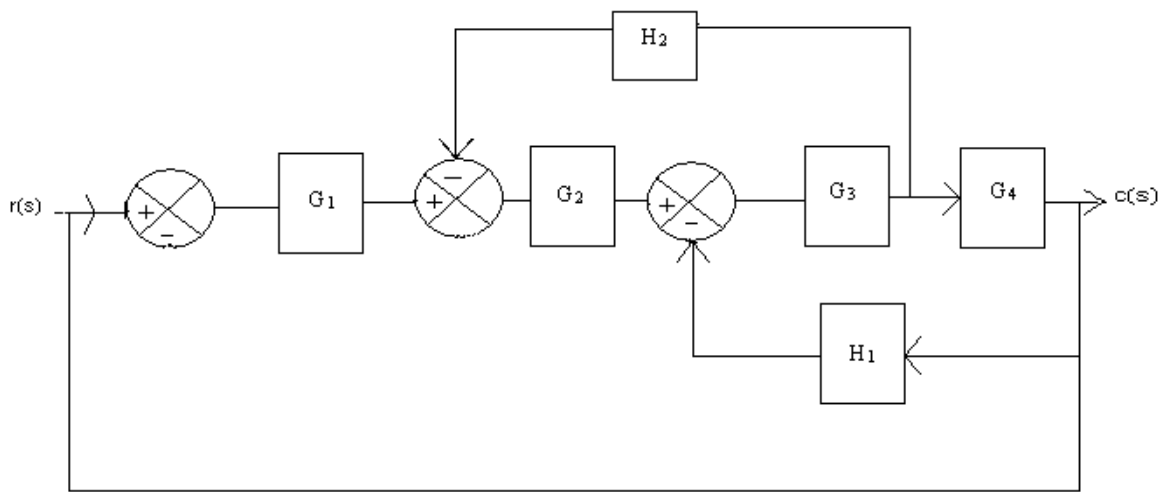 H₂
r(s) G₁ G₂ G₃ G₄ c(s)
+ − + − + −
H₁